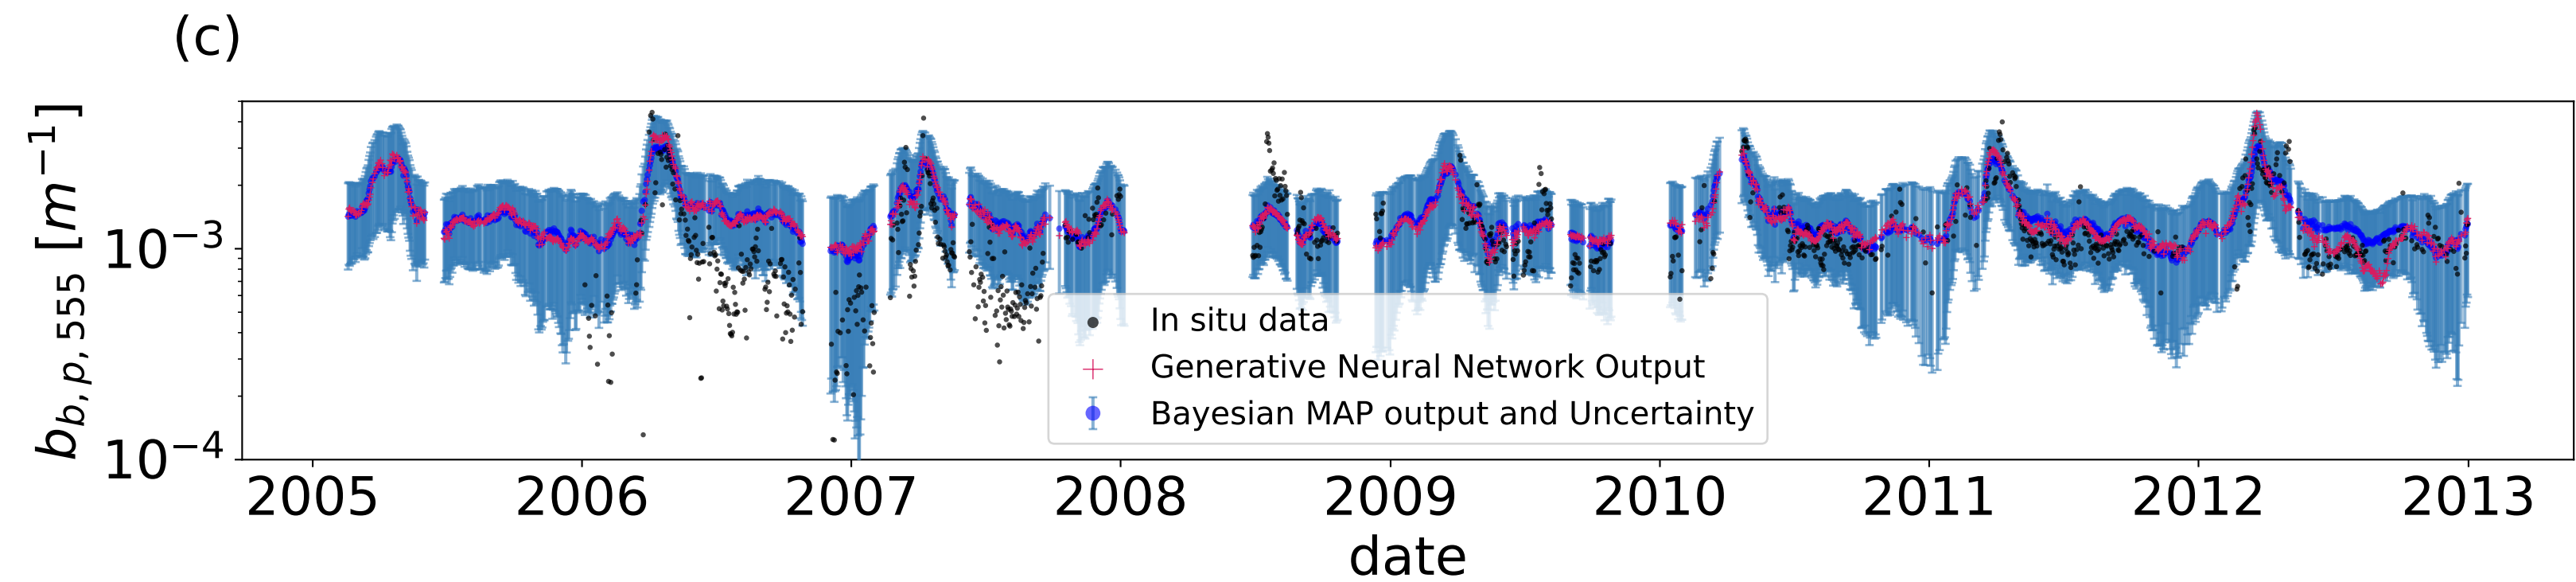 (c)
b_{b, p, 555} [m^{−1}]
10^{−3}
10^{−4}
In situ data
Generative Neural Network Output
Bayesian MAP output and Uncertainty
2005 2006 2007 2008 2009 2010 2011 2012 2013
date